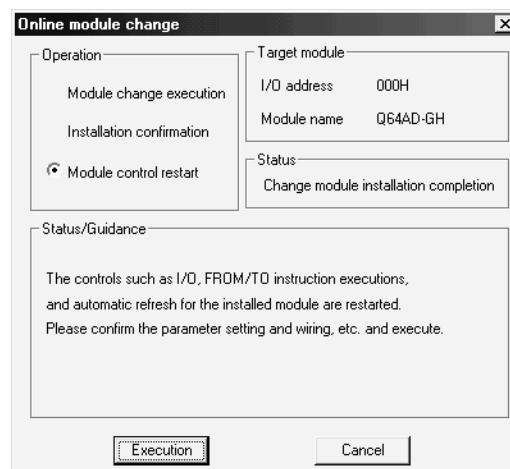 Online module change
Operation
Module change execution
Installation confirmation
Module control restart
Target module
I/O address 000H
Module name Q64AD-GH
Status
Change module installation completion
Status/Guidance
The controls such as I/O, FROM/TO instruction executions,
and automatic refresh for the installed module are restarted.
Please confirm the parameter setting and wiring, etc. and execute.
Execution
Cancel